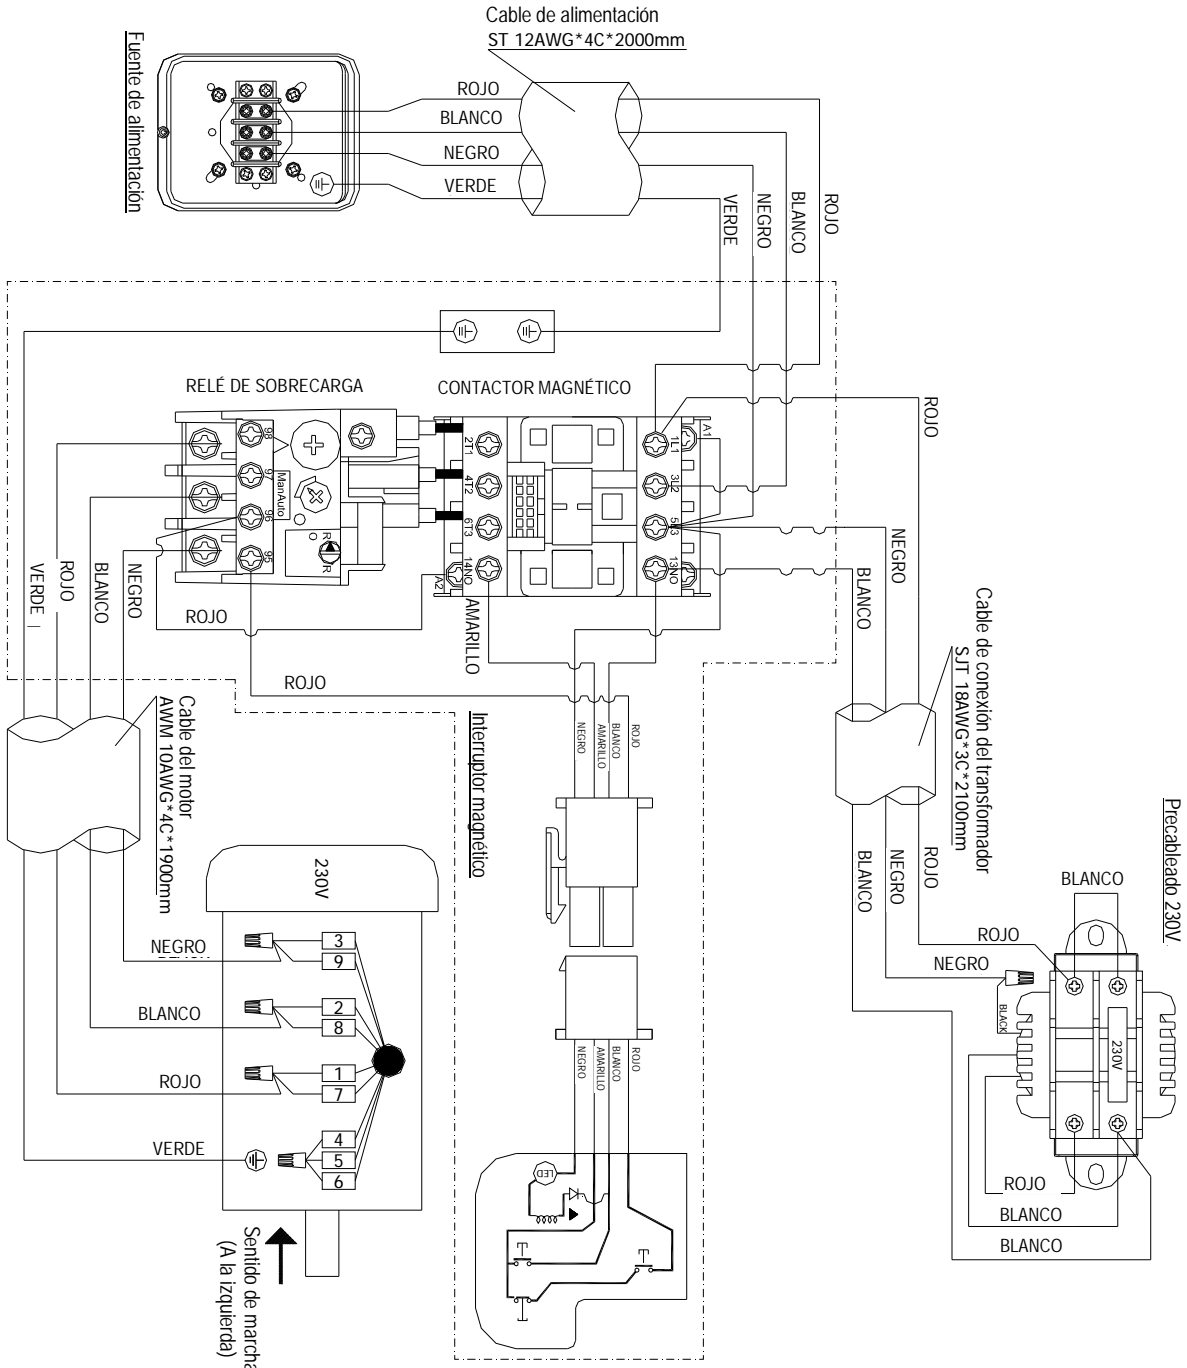 Cable de alimentación
ST 12AWG*4C*2000mm
Fuente de alimentación
ROJO
BLANCO
NEGRO
VERDE
VERDE
NEGRO
BLANCO
ROJO
RELÉ DE SOBRECARGA
CONTACTOR MAGNÉTICO
ROJO
98
97
96
95
ManAuto
R
R
2T1
4T2
6T3
14NO
A2
1L1
3L2
13NO
A1
VERDE
ROJO
BLANCO
NEGRO
ROJO
AMARILLO
ROJO
NEGRO
BLANCO
Cable de conexión del transformador
SJT 18AWG*3C*2100mm
Cable del motor
AWM 10AWG*4C*1900mm
Interruptor magnético
NEGRO
AMARILLO
BLANCO
ROJO
ROJO
NEGRO
BLANCO
Precableado 230V
BLANCO
ROJO
NEGRO
BLACK
230V
ROJO
BLANCO
BLANCO
230V
NEGRO
3
9
BLANCO
2
8
ROJO
1
7
VERDE
4
5
6
NEGRO
AMARILLO
BLANCO
ROJO
LED
Sentido de marcha
(A la izquierda)